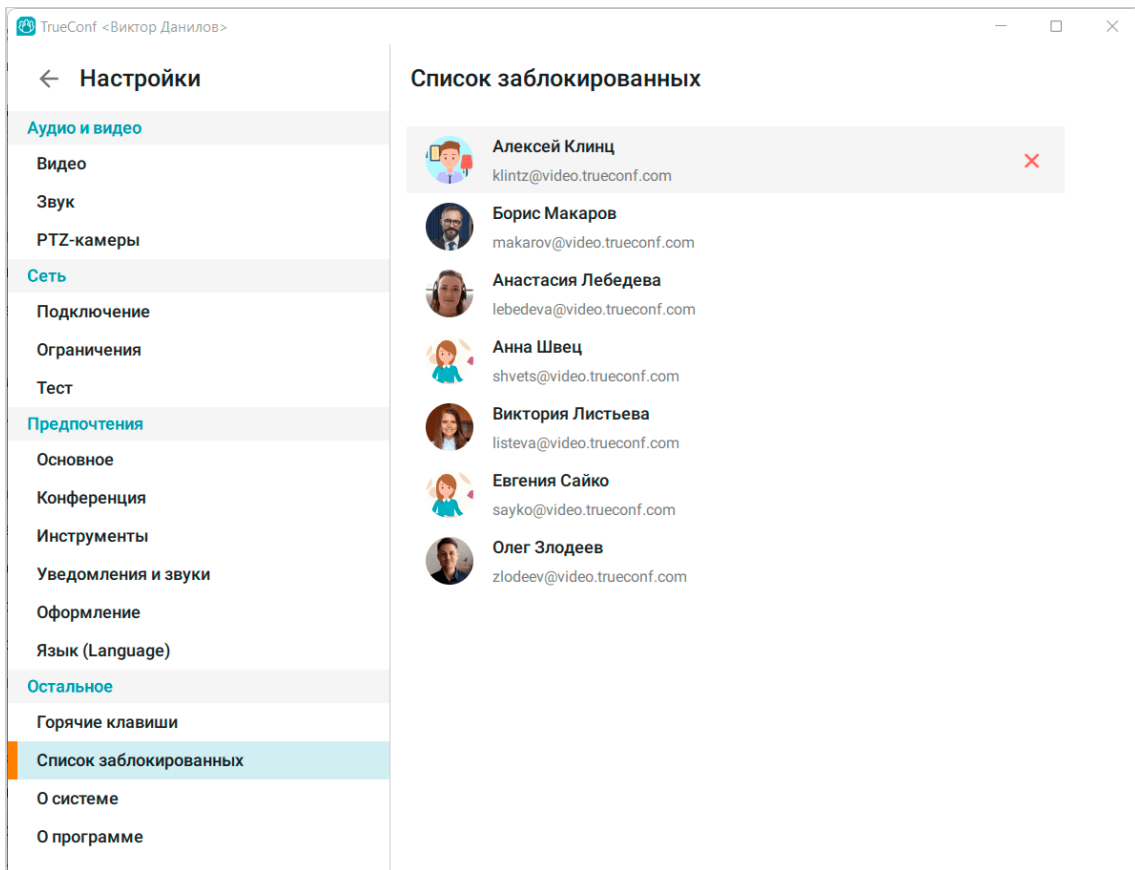 TrueConf <Виктор Данилов>
Настройки
Аудио и видео
Видео
Звук
PTZ-камеры
Сеть
Подключение
Ограничения
Тест
Предпочтения
Основное
Конференция
Инструменты
Уведомления и звуки
Оформление
Язык (Language)
Остальное
Горячие клавиши
Список заблокированных
О системе
О программе
Список заблокированных
Алексей Клинц
klintz@video.trueconf.com
Борис Макаров
makarov@video.trueconf.com
Анастасия Лебедева
lebedeva@video.trueconf.com
Анна Швец
shvets@video.trueconf.com
Виктория Листьева
listeva@video.trueconf.com
Евгения Сайко
sayko@video.trueconf.com
Олег Злодеев
zlodeev@video.trueconf.com